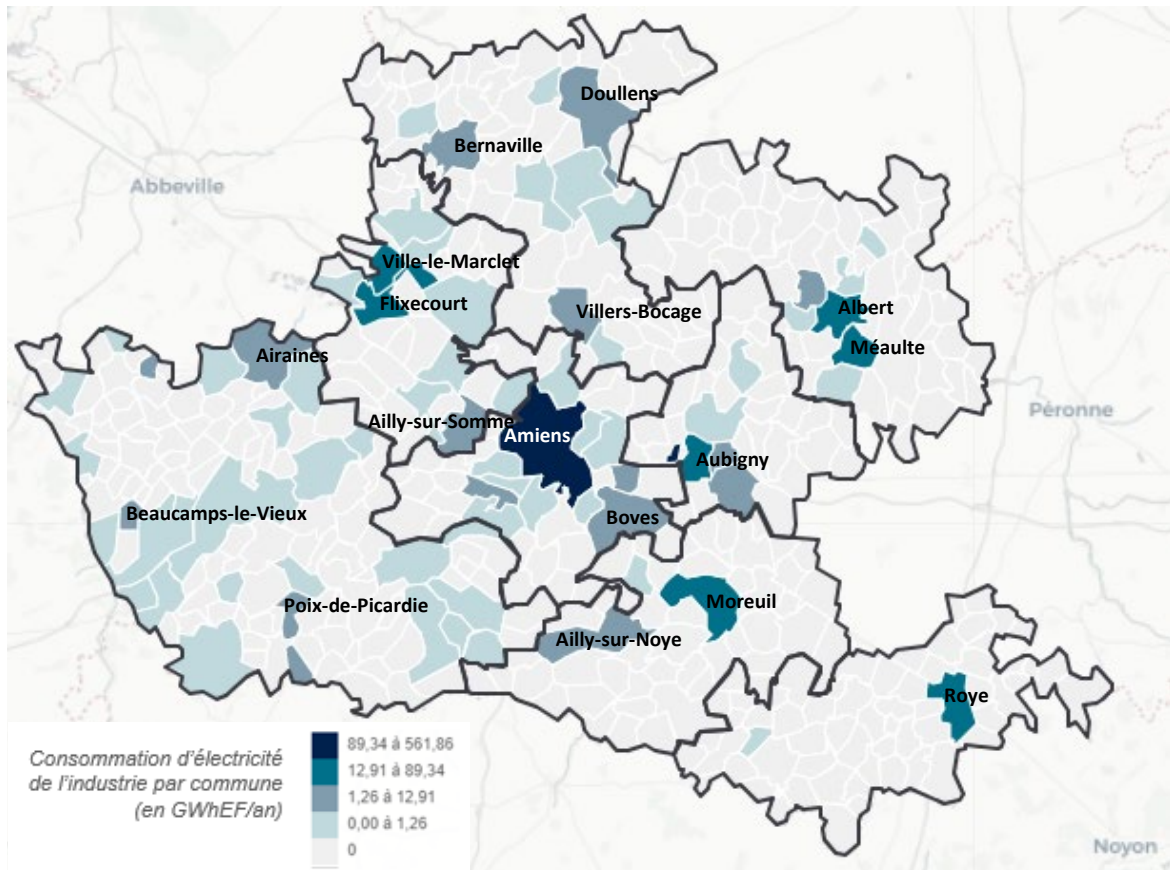 Doullens
Bernaville
Abbeville
Ville-le-Marclet
Flixecourt
Villers-Bocage
Albert
Airaines
Méaulte
Péronne
Ailly-sur-Somme
Amiens
Aubigny
Beaucamps-le-Vieux
Boves
Poix-de-Picardie
Moreuil
Ailly-sur-Noye
Roye
Consommation d'électricité
de l'industrie par commune
(en GWhEF/an)
89,34 à 561,86
12,91 à 89,34
1,26 à 12,91
0,00 à 1,26
0
Noyon